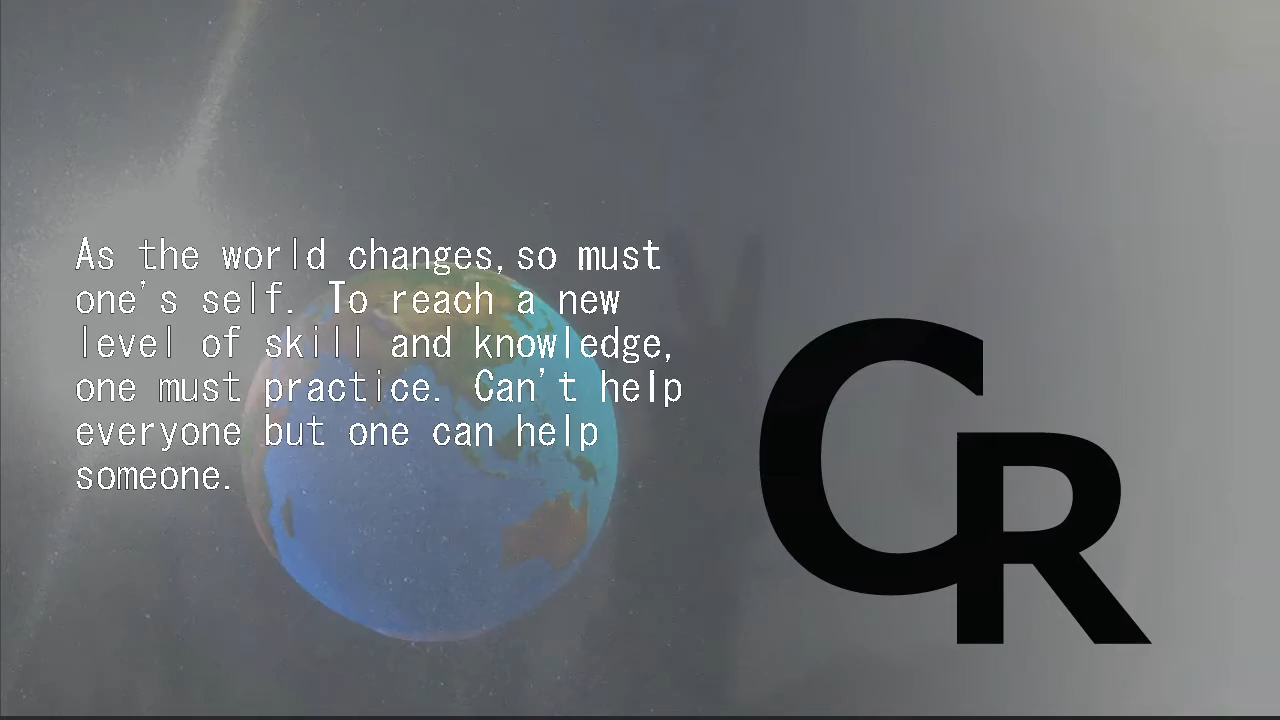 As the world changes,so must
one's self. To reach a new
level of skill and knowledge,
one must practice. Can't help
everyone but one can help
someone.
CR